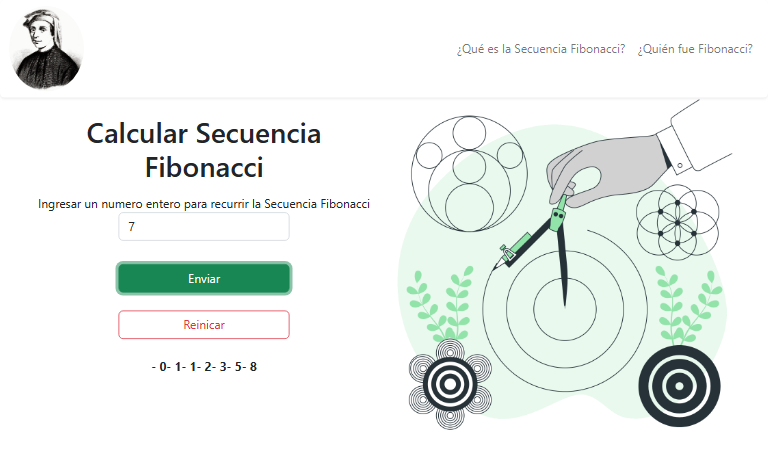 ¿Qué es la Secuencia Fibonacci? ¿Quién fue Fibonacci?
Calcular Secuencia
Fibonacci
Ingresar un numero entero para recurrir la Secuencia Fibonacci
7
Enviar
Reinicar
- 0- 1- 1- 2- 3- 5- 8